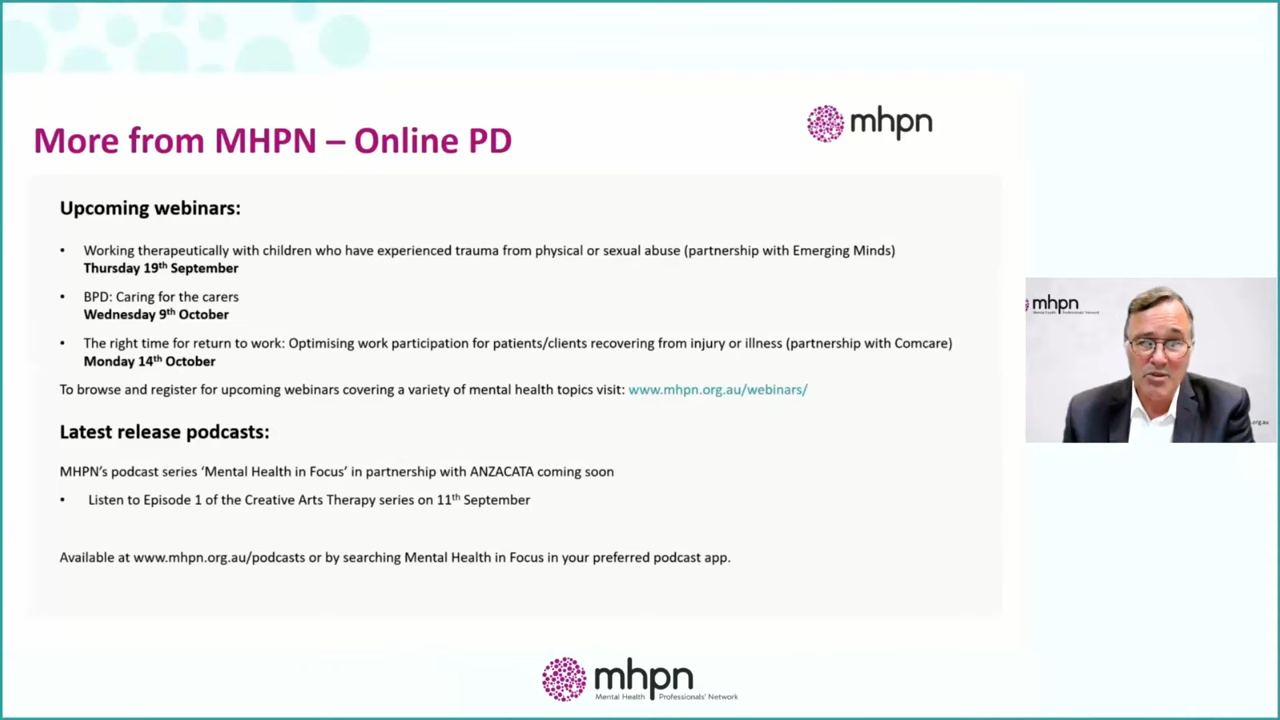 mhpn
More from MHPN – Online PD
Upcoming webinars:
• Working therapeutically with children who have experienced trauma from physical or sexual abuse (partnership with Emerging Minds)
Thursday 19th September
• BPD: Caring for the carers
Wednesday 9th October
• The right time for return to work: Optimising work participation for patients/clients recovering from injury or illness (partnership with Comcare)
Monday 14th October
To browse and register for upcoming webinars covering a variety of mental health topics visit: www.mhpn.org.au/webinars/
Latest release podcasts:
MHPN’s podcast series ‘Mental Health in Focus’ in partnership with ANZACATA coming soon
• Listen to Episode 1 of the Creative Arts Therapy series on 11th September
Available at www.mhpn.org.au/podcasts or by searching Mental Health in Focus in your preferred podcast app.
mhpn
Mental Health Professionals' Network
.org.au
mhpn
Mental Health Professionals' Network